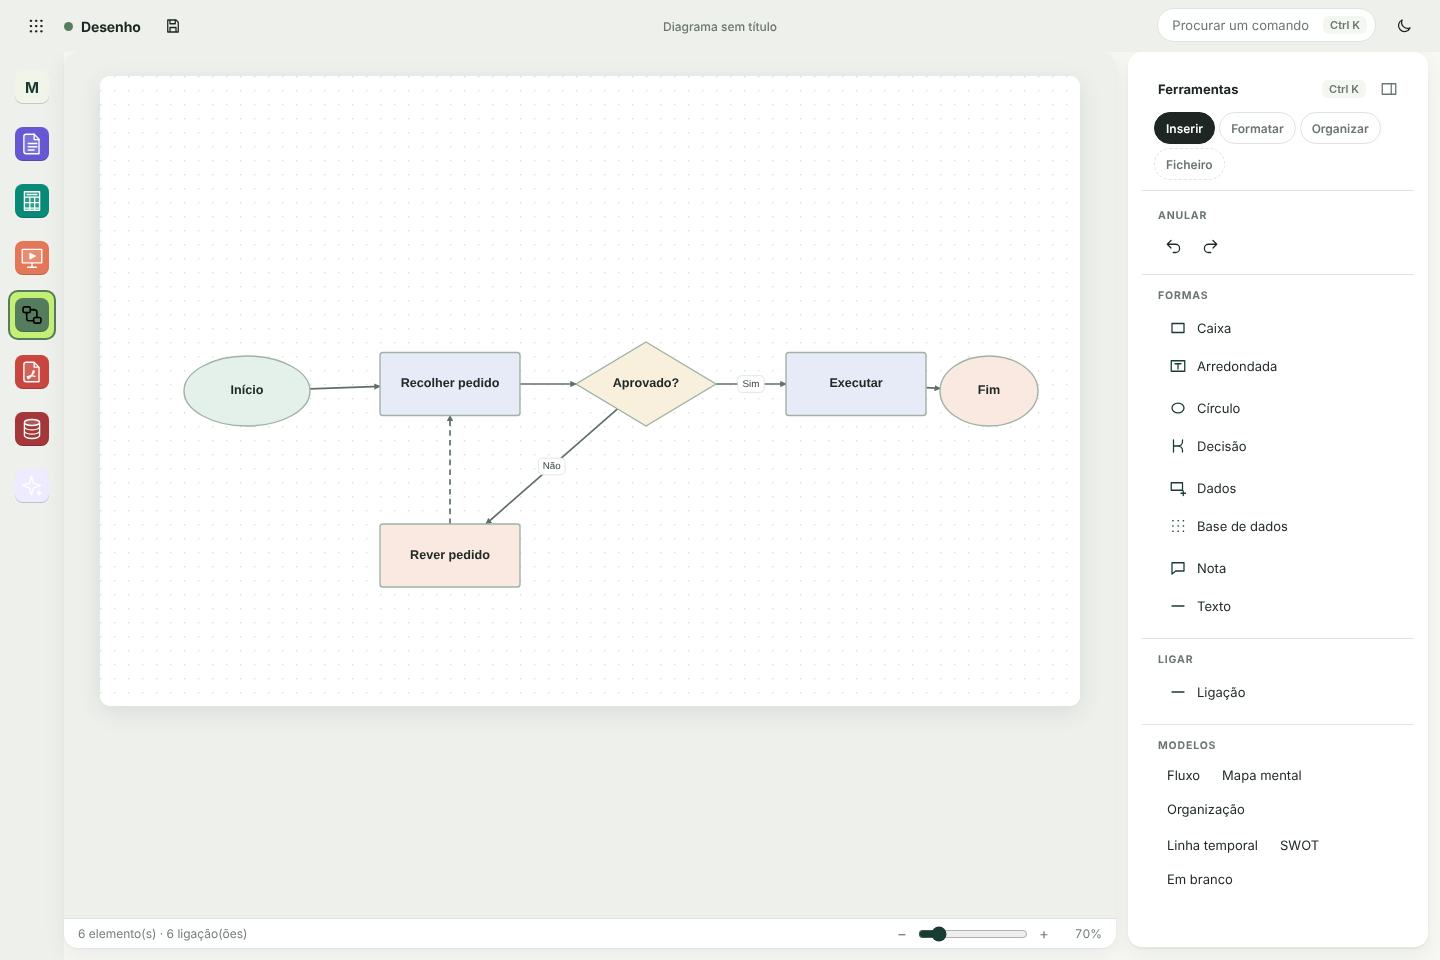 Desenho
Diagrama sem título
Procurar um comando Ctrl K
M
Ferramentas Ctrl K
Inserir Formatar Organizar
Ficheiro
ANULAR
FORMAS
Caixa
Arredondada
Círculo
Decisão
Dados
Base de dados
Nota
Texto
LIGAR
Ligação
MODELOS
Fluxo Mapa mental
Organização
Linha temporal SWOT
Em branco
Início
Recolher pedido
Aprovado?
Sim
Executar
Fim
Não
Rever pedido
6 elemento(s) · 6 ligação(ões)
− + 70%